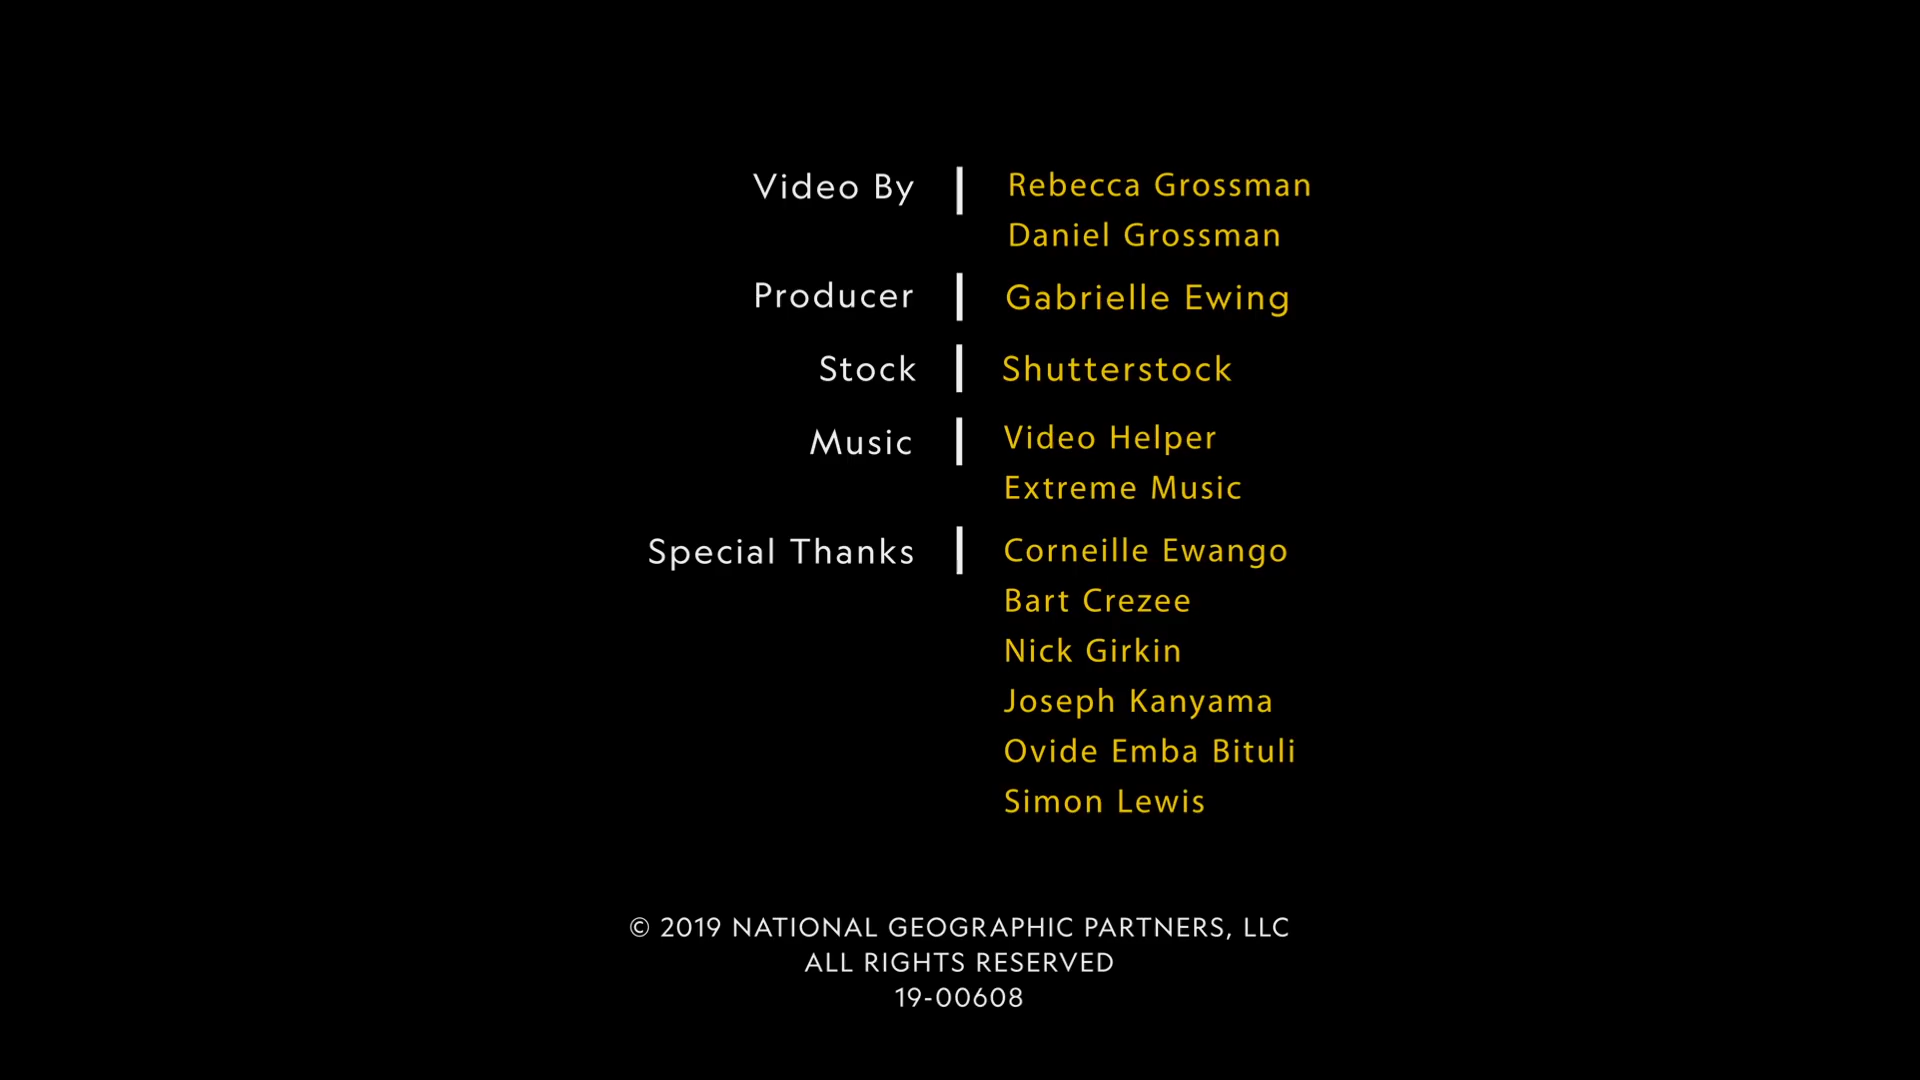 Video By | Rebecca Grossman
Daniel Grossman
Producer | Gabrielle Ewing
Stock | Shutterstock
Music | Video Helper
Extreme Music
Special Thanks | Corneille Ewango
Bart Crezee
Nick Girkin
Joseph Kanyama
Ovide Emba Bituli
Simon Lewis
© 2019 NATIONAL GEOGRAPHIC PARTNERS, LLC
ALL RIGHTS RESERVED
19-00608